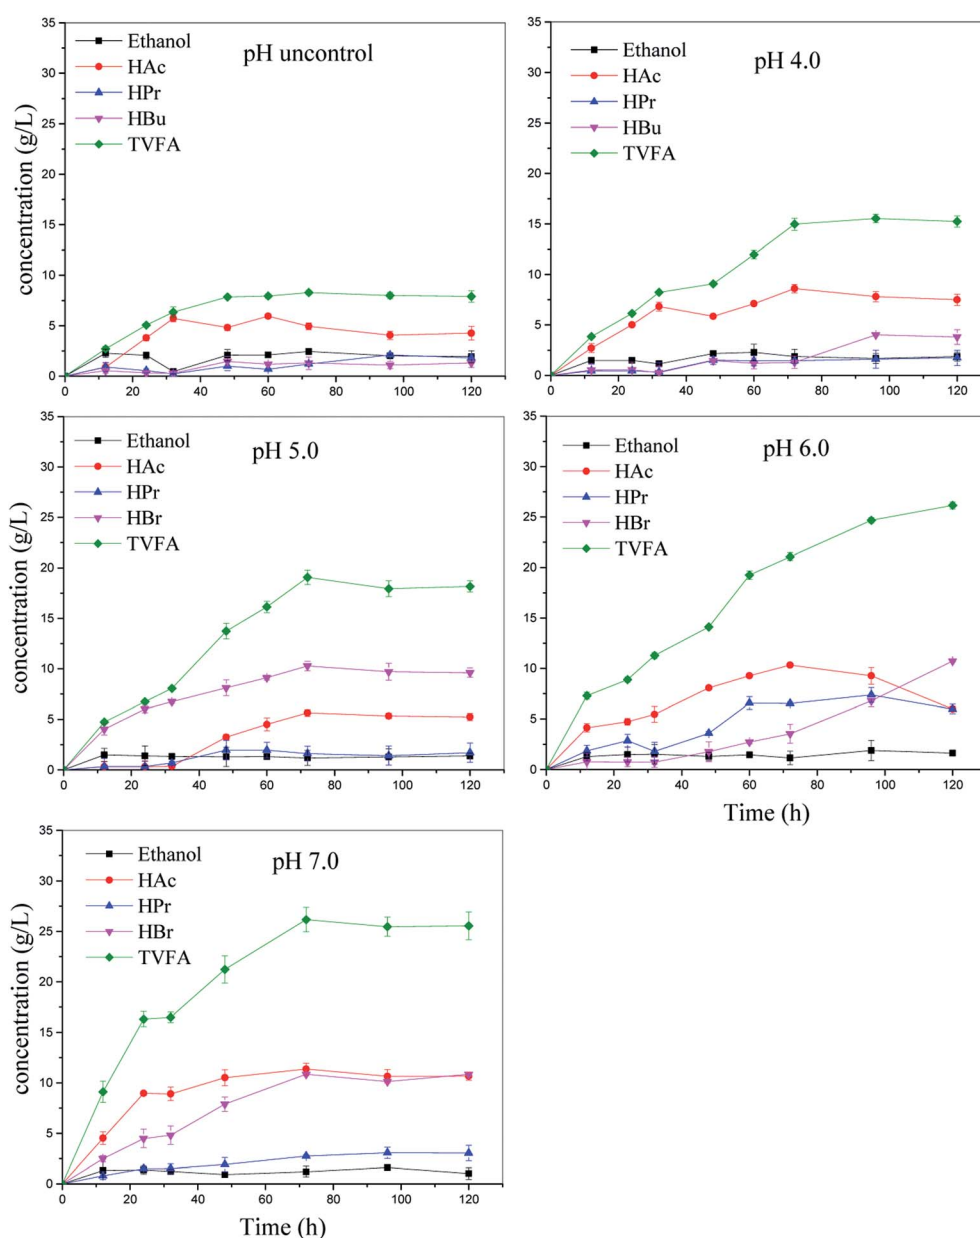 35
30
25
20
15
10
5
0
concentration (g/L)
Ethanol
HAc
HPr
HBu
TVFA
pH uncontrol
0 20 40 60 80 100 120
35
30
25
20
15
10
5
0
Ethanol
HAc
HPr
HBu
TVFA
pH 4.0
0 20 40 60 80 100 120
35
30
25
20
15
10
5
0
concentration (g/L)
Ethanol
HAc
HPr
HBr
TVFA
pH 5.0
0 20 40 60 80 100 120
35
30
25
20
15
10
5
0
Ethanol
HAc
HPr
HBr
TVFA
pH 6.0
0 20 40 60 80 100 120
Time (h)
35
30
25
20
15
10
5
0
concentration (g/L)
Ethanol
HAc
HPr
HBr
TVFA
pH 7.0
0 20 40 60 80 100 120
Time (h)